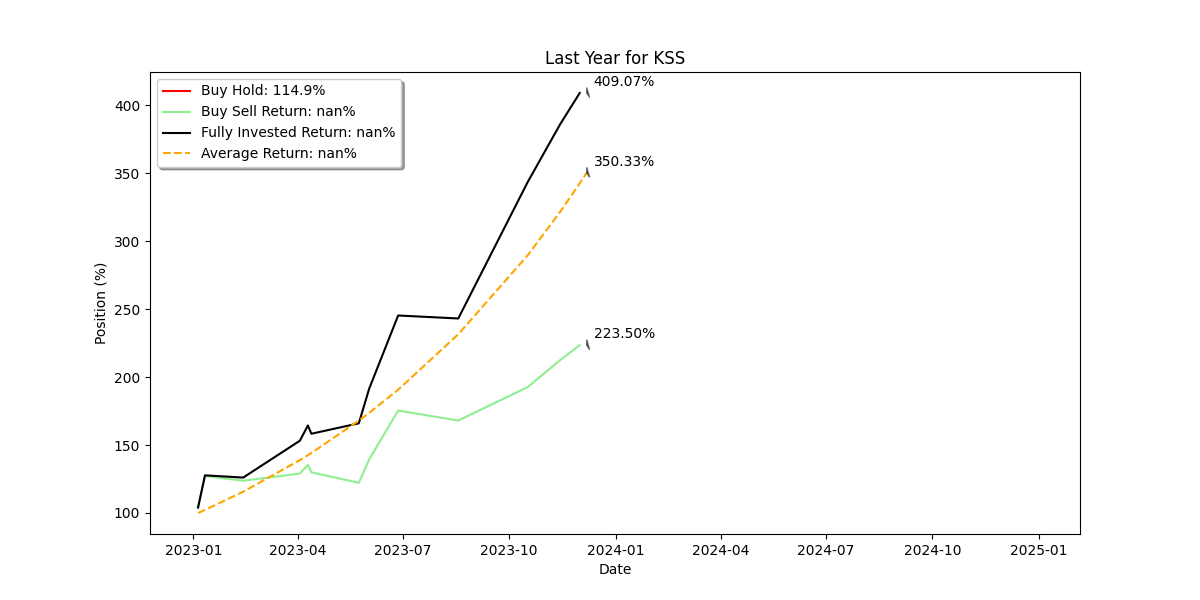 Last Year for KSS
Buy Hold: 114.9%
Buy Sell Return: nan%
Fully Invested Return: nan%
Average Return: nan%
409.07%
350.33%
223.50%
Position (%)
400
350
300
250
200
150
100
2023-01 2023-04 2023-07 2023-10 2024-01 2024-04 2024-07 2024-10 2025-01
Date